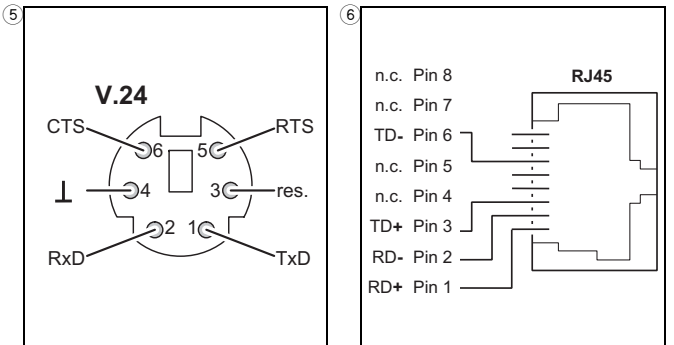 5
V.24
CTS 6 5 RTS
⊥ 4 3 res.
RxD 2 1 TxD
6
n.c. Pin 8 RJ45
n.c. Pin 7
TD- Pin 6
n.c. Pin 5
n.c. Pin 4
TD+ Pin 3
RD- Pin 2
RD+ Pin 1